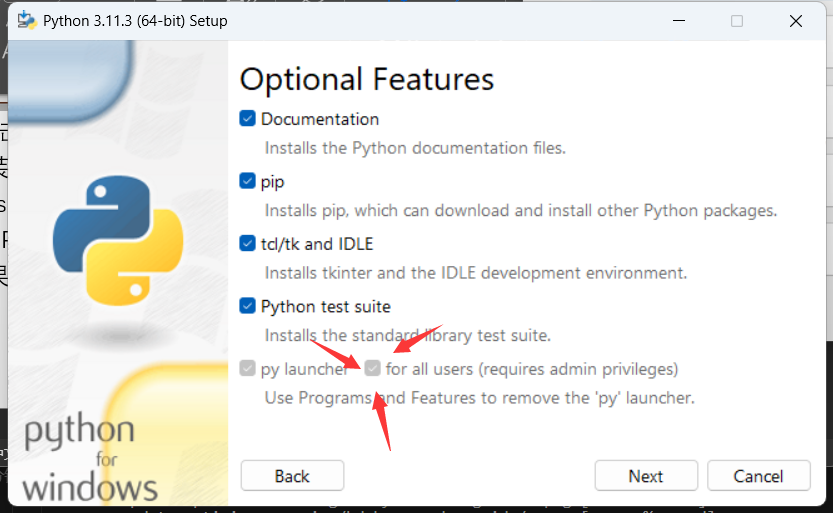 Python 3.11.3 (64-bit) Setup
Optional Features
Documentation
Installs the Python documentation files.
pip
Installs pip, which can download and install other Python packages.
tcl/tk and IDLE
Installs tkinter and the IDLE development environment.
Python test suite
Installs the standard library test suite.
py launcher for all users (requires admin privileges)
Use Programs and Features to remove the 'py' launcher.
python
for
windows
Back Next Cancel